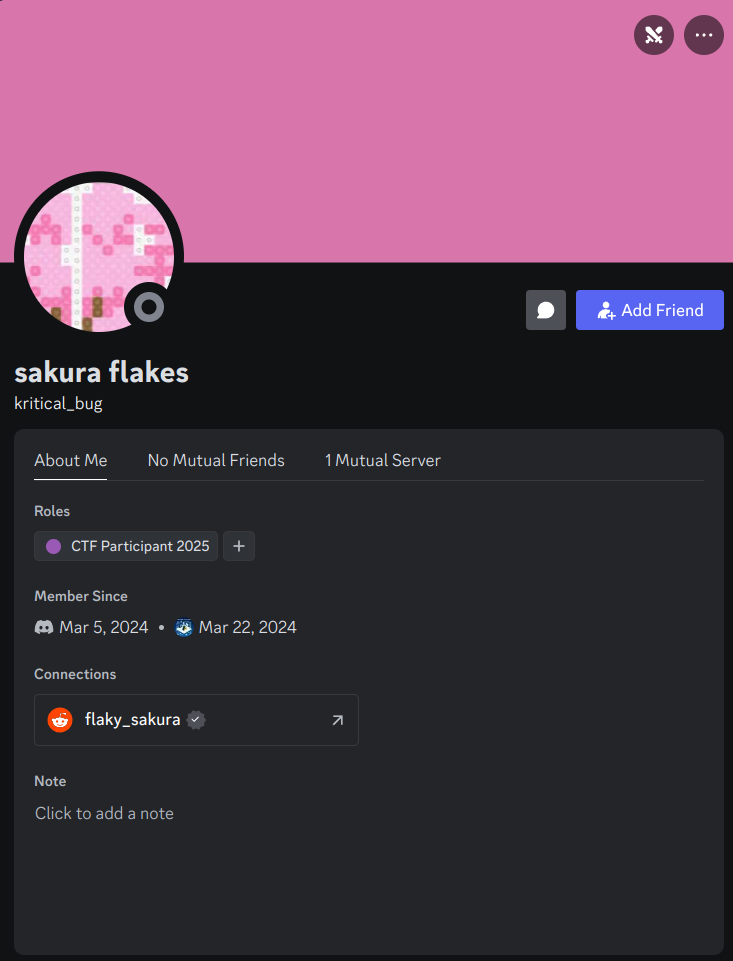 Add Friend
sakura flakes
kritical_bug
About Me No Mutual Friends 1 Mutual Server
Roles
CTF Participant 2025 +
Member Since
Mar 5, 2024 • Mar 22, 2024
Connections
flaky_sakura
Note
Click to add a note